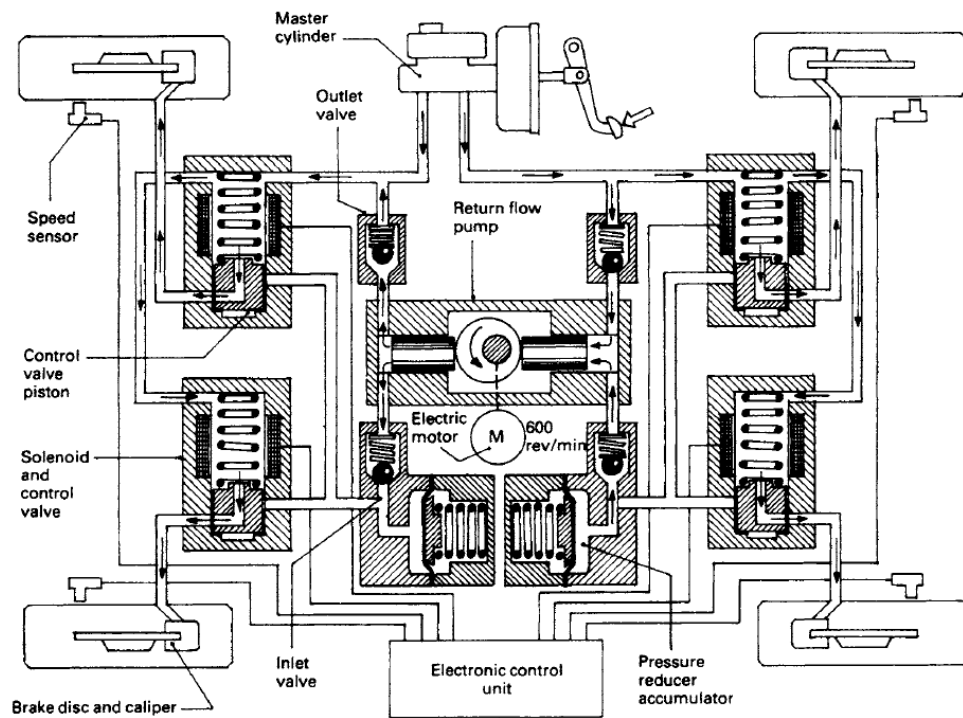 Master
cylinder
Outlet
valve
Return flow
pump
Speed
sensor
Control
valve
piston
Electric
motor
M
600
rev/min
Solenoid
and
control
valve
Inlet
valve
Electronic control
unit
Pressure
reducer
accumulator
Brake disc and caliper